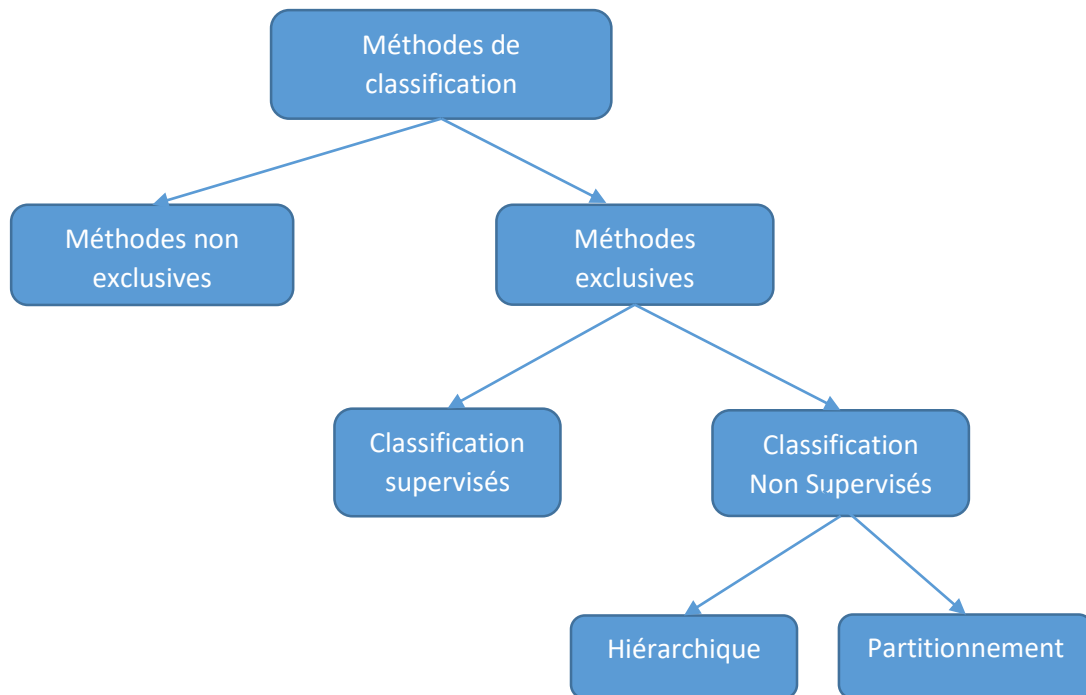 Méthodes de
classification
Méthodes non
exclusives
Méthodes
exclusives
Classification
supervisés
Classification
Non Supervisés
Hiérarchique
Partitionnement